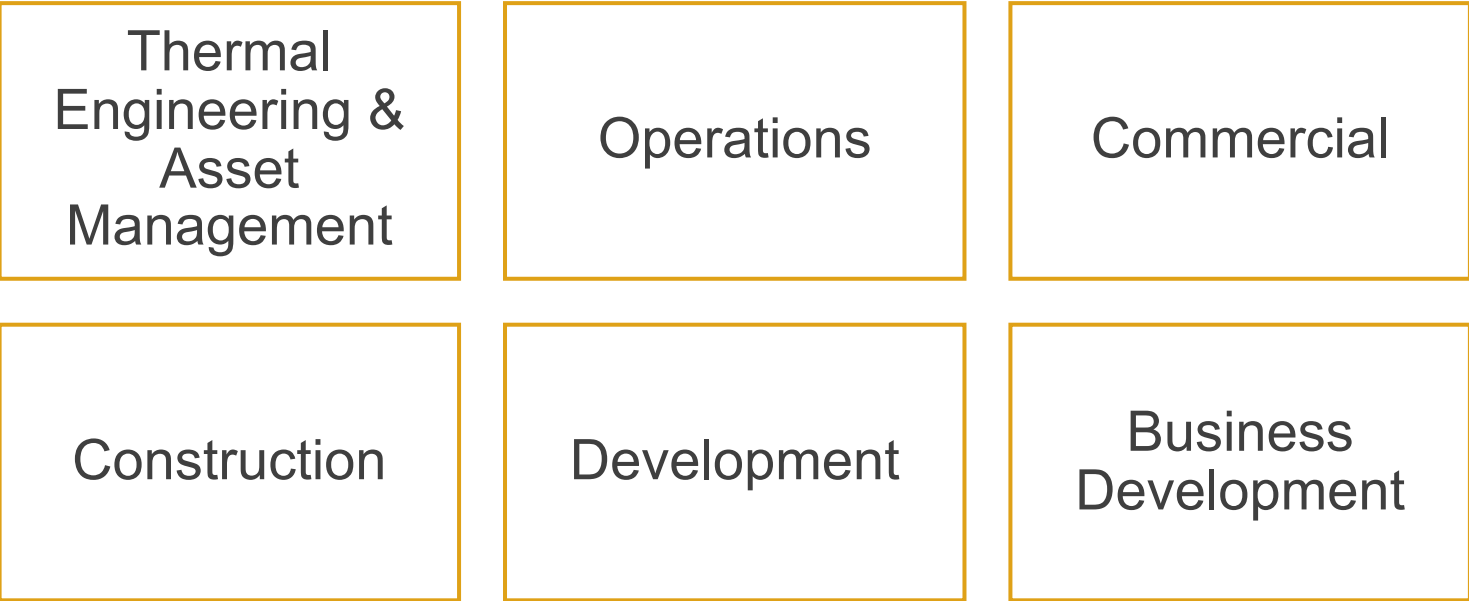 Thermal
Engineering &
Asset
Management
Operations
Commercial
Construction
Development
Business
Development